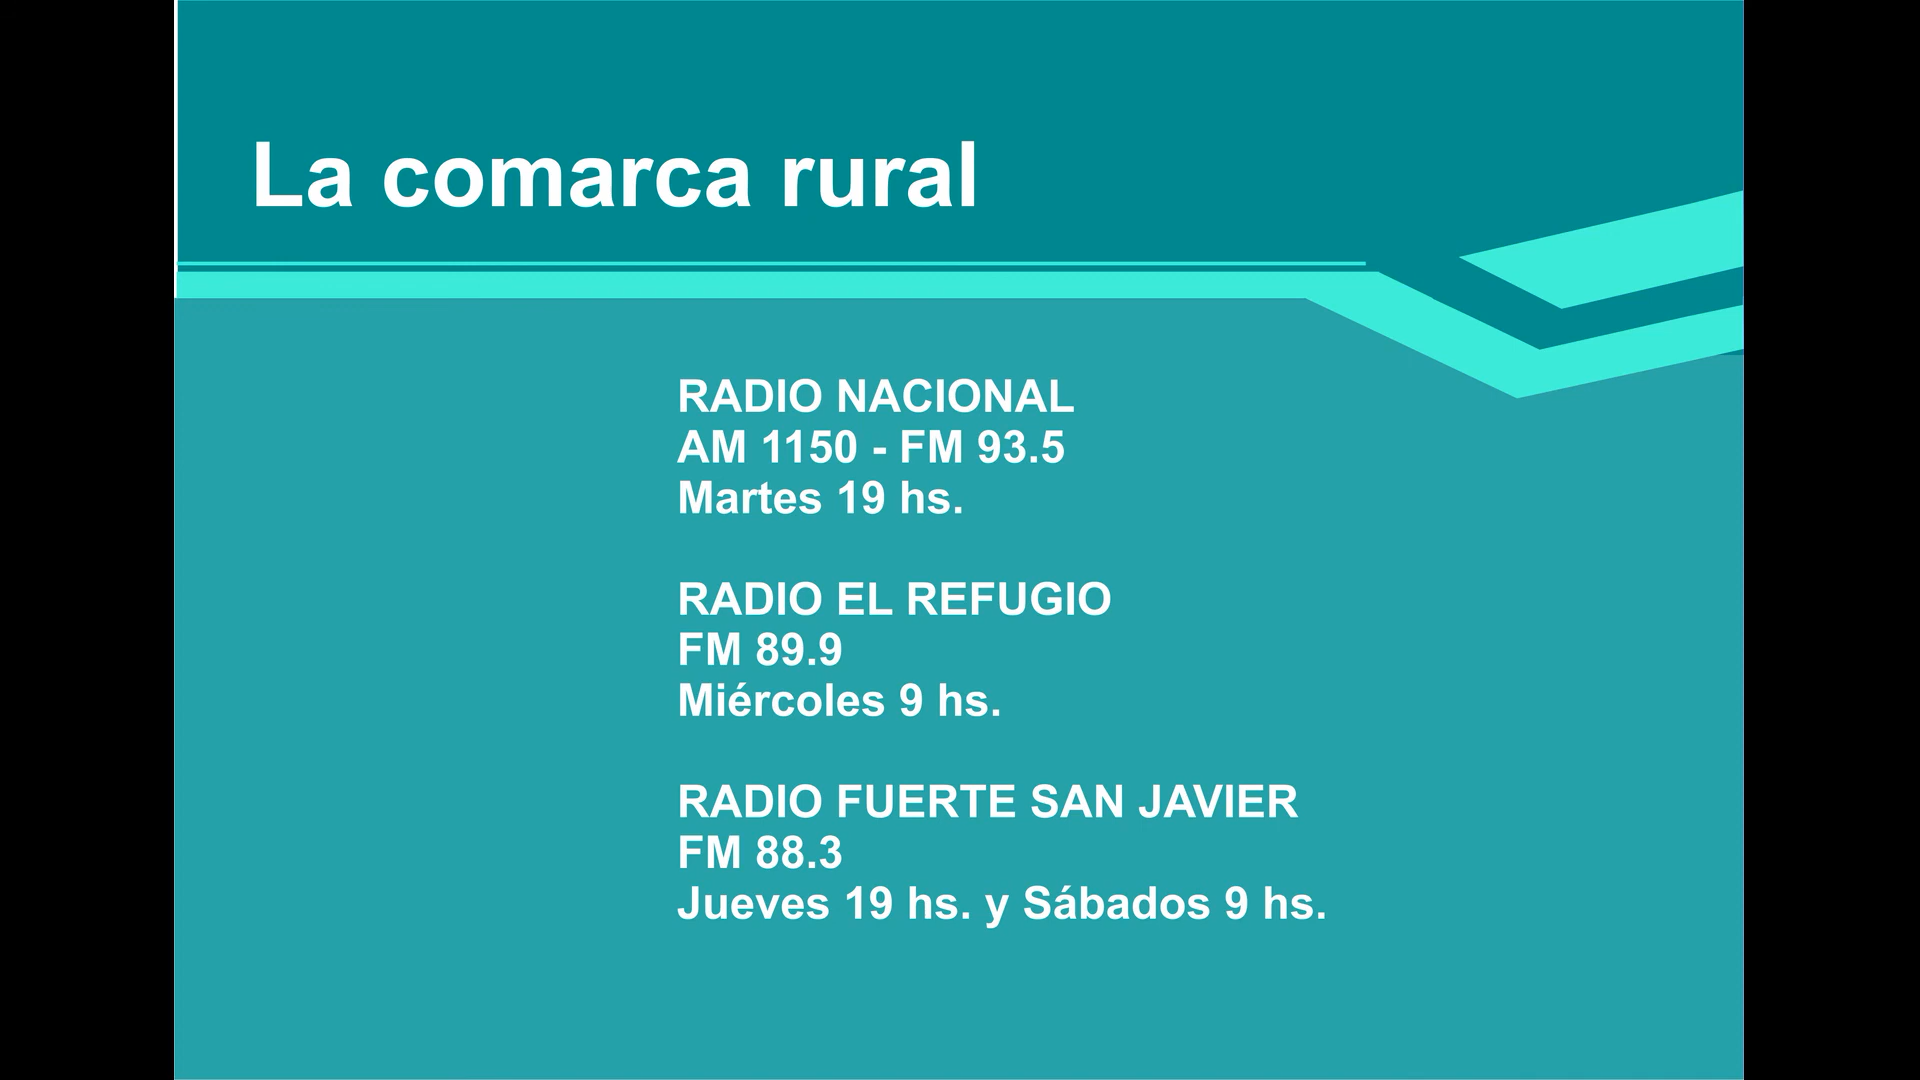 La comarca rural
RADIO NACIONAL
AM 1150 - FM 93.5
Martes 19 hs.
RADIO EL REFUGIO
FM 89.9
Miércoles 9 hs.
RADIO FUERTE SAN JAVIER
FM 88.3
Jueves 19 hs. y Sábados 9 hs.